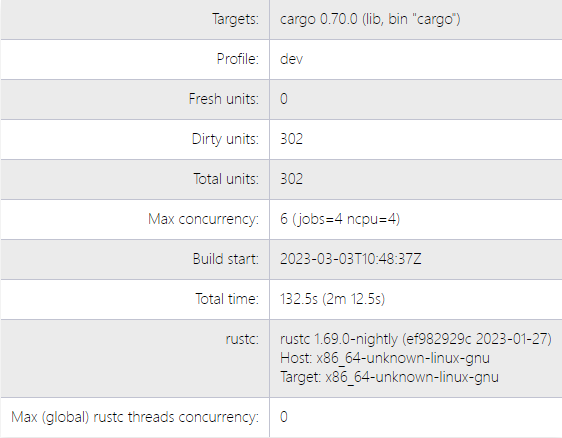 Targets: cargo 0.70.0 (lib, bin "cargo")
Profile: dev
Fresh units: 0
Dirty units: 302
Total units: 302
Max concurrency: 6 (jobs=4 ncpu=4)
Build start: 2023-03-03T10:48:37Z
Total time: 132.5s (2m 12.5s)
rustc: rustc 1.69.0-nightly (ef982929c 2023-01-27)
Host: x86_64-unknown-linux-gnu
Target: x86_64-unknown-linux-gnu
Max (global) rustc threads concurrency: 0